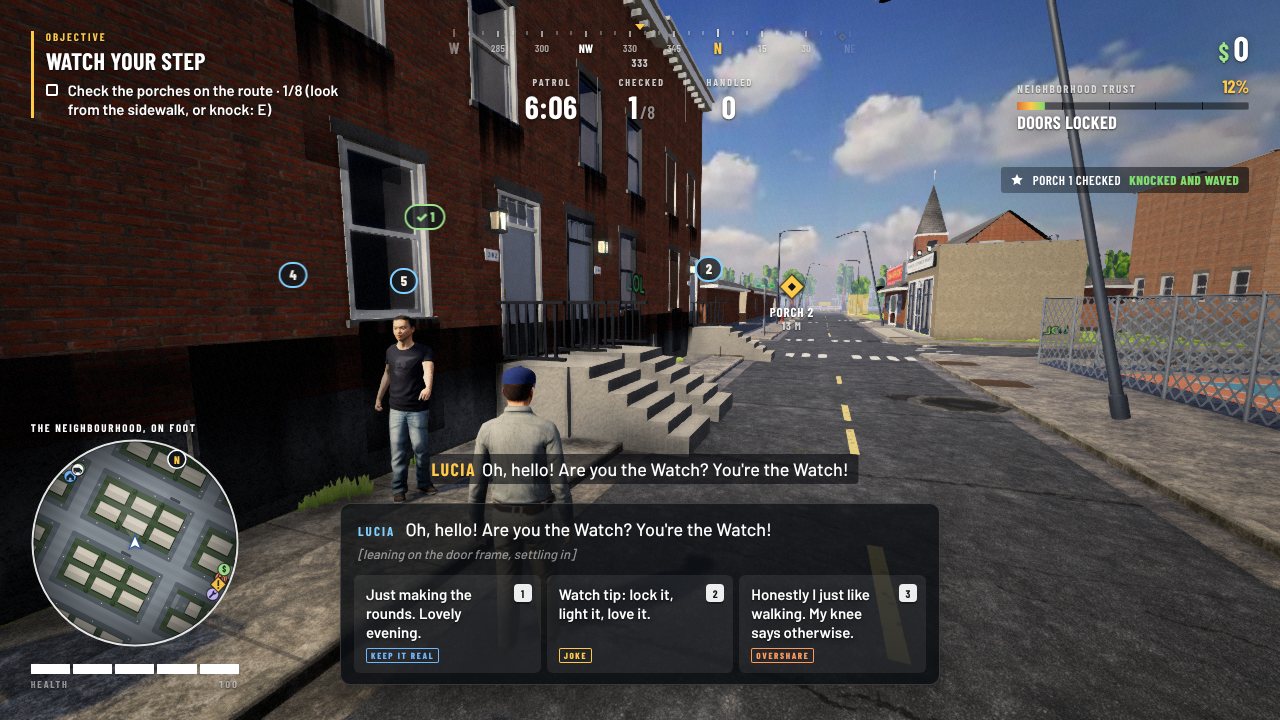 OBJECTIVE
WATCH YOUR STEP
Check the porches on the route · 1/8 (look
from the sidewalk, or knock: E)
W 285 300 NW 330 345 N 15 30 NE
333
PATROL CHECKED HANDLED
6:06 1/8 0
$0
NEIGHBORHOOD TRUST 12%
DOORS LOCKED
PORCH 1 CHECKED KNOCKED AND WAVED
1
4
5
2
PORCH 2
13 M
THE NEIGHBOURHOOD, ON FOOT
N
HEALTH 100
LUCIA Oh, hello! Are you the Watch? You're the Watch!
LUCIA Oh, hello! Are you the Watch? You're the Watch!
[leaning on the door frame, settling in]
Just making the
rounds. Lovely
evening.
1
KEEP IT REAL
Watch tip: lock it,
light it, love it.
2
JOKE
Honestly I just like
walking. My knee
says otherwise.
3
OVERSHARE